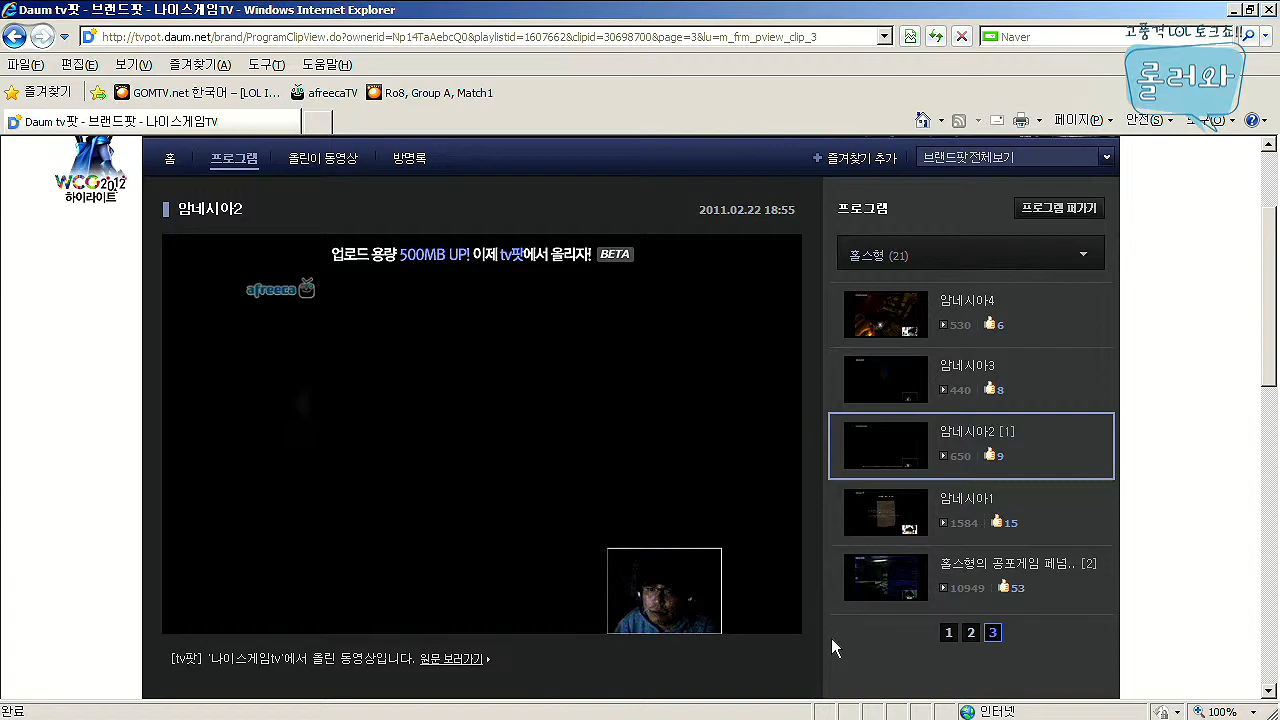 Daum tv팟 - 브랜드팟 - 나이스게임TV - Windows Internet Explorer
http://tvpot.daum.net/brand/ProgramClipView.do?ownerid=Np14TaA
cQ0&playlistid=1607662&clipid=30698700&page=3&lu=m_frm_pview_clip_3
Naver
고품격 LOL 토크쇼!!
롤러와
파일(F) 편집(E) 보기(V) 즐겨찾기(A) 도구(T) 도움말(H)
즐겨찾기 GOMTV.net 한국어 - [LOL I... afreecaTV Ro8, Group A, Match1
Daum tv팟 - 브랜드팟 - 나이스게임TV
페이지(P) 안전(S)
WCG2012
하이라이트
홈 프로그램 올린이 동영상 방명록
+ 즐겨찾기 추가 브랜드팟전체보기
암네시아2 2011.02.22 18:55
업로드 용량 500MB UP! 이제 tv팟에서 올리자! BETA
afreeca
프로그램 프로그램 퍼가기
홀스형 (21)
암네시아4
530 6
암네시아3
440 8
암네시아2 [1]
650 9
암네시아1
1584 15
홀스형의 공포게임 페넘.. [2]
10949 53
1 2 3
[tv팟] '나이스게임tv'에서 올린 동영상입니다. 원문 보러가기
완료 인터넷 100%